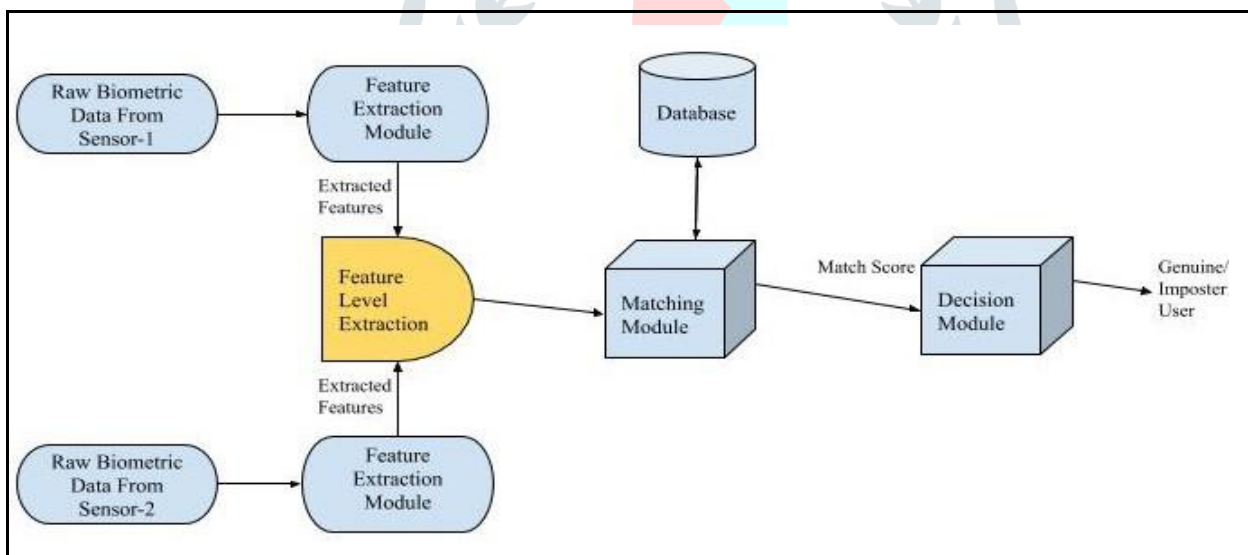 Raw Biometric
Data From
Sensor-1
Feature
Extraction
Module
Database
Extracted
Features
Feature
Level
Extraction
Matching
Module
Match Score
Decision
Module
Genuine/
Imposter
User
Extracted
Features
Raw Biometric
Data From
Sensor-2
Feature
Extraction
Module